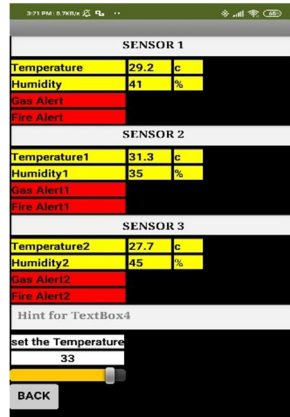 3:21 PM | 0.7KB/s
SENSOR 1
Temperature 29.2 c
Humidity 41 %
Gas Alert
Fire Alert
SENSOR 2
Temperature1 31.3 c
Humidity1 35 %
Gas Alert1
Fire Alert1
SENSOR 3
Temperature2 27.7 c
Humidity2 45 %
Gas Alert2
Fire Alert2
Hint for TextBox4
set the Temperature
33
BACK